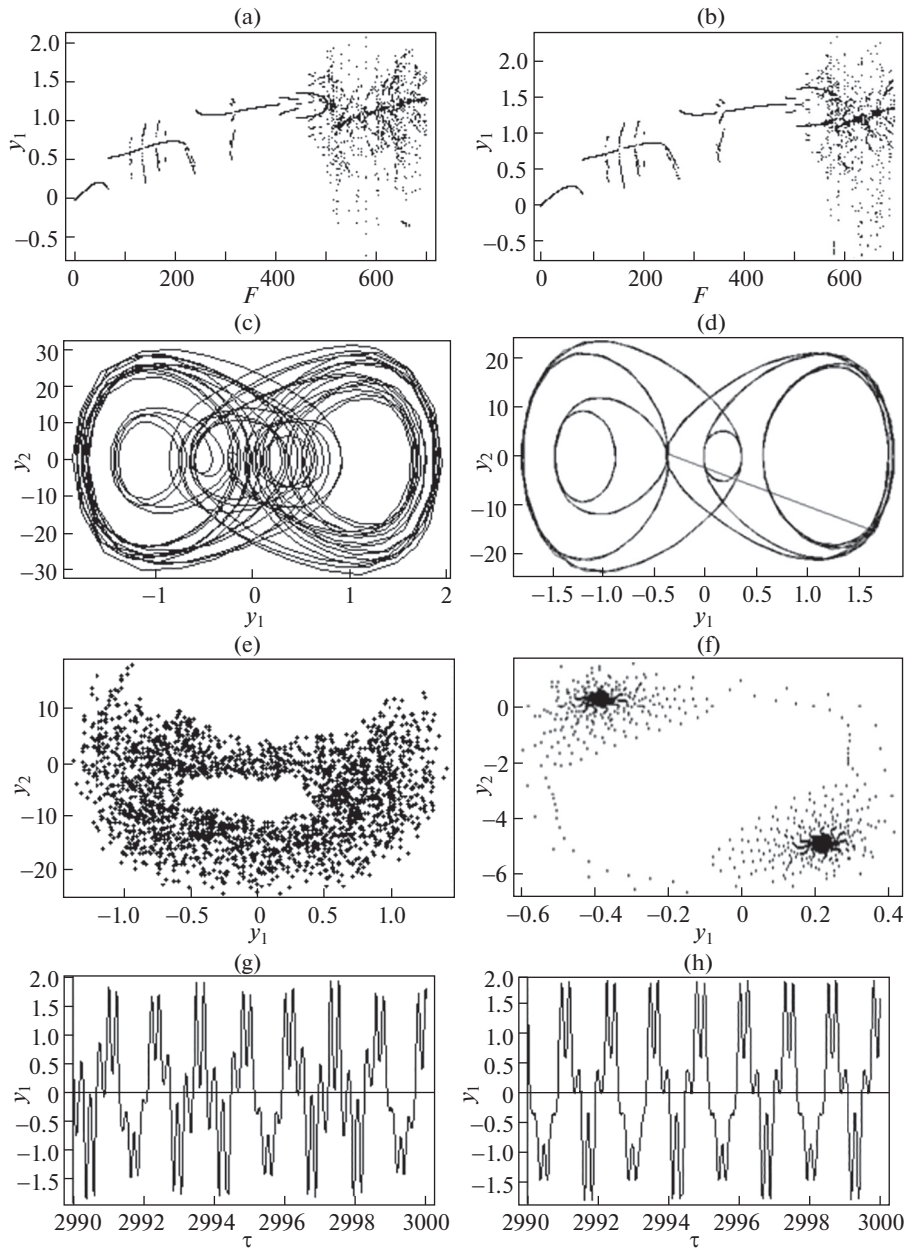 (a) (b)
2.0 2.0
1.5 1.5
y1 1.0 y1 1.0
0.5 0.5
0 0
−0.5 −0.5
0 200 400 600 0 200 400 600
F F
(c) (d)
30 20
20 10
10
y2 0 y2 0
−10 −10
−20
−30 −20
−1 0 1 2 −1.5 −1.0 −0.5 0 0.5 1.0 1.5
y1 y1
(e) (f)
10 0
0 −2
y2 y2
−10 −4
−20 −6
−1.0 −0.5 0 0.5 1.0 −0.6 −0.4 −0.2 0 0.2 0.4
y1 y1
(g) (h)
2.0 2.0
1.5 1.5
1.0 1.0
0.5 0.5
y1 0 y1 0
−0.5 −0.5
−1.0 −1.0
−1.5 −1.5
2990 2992 2994 2996 2998 3000 2990 2992 2994 2996 2998 3000
τ τ